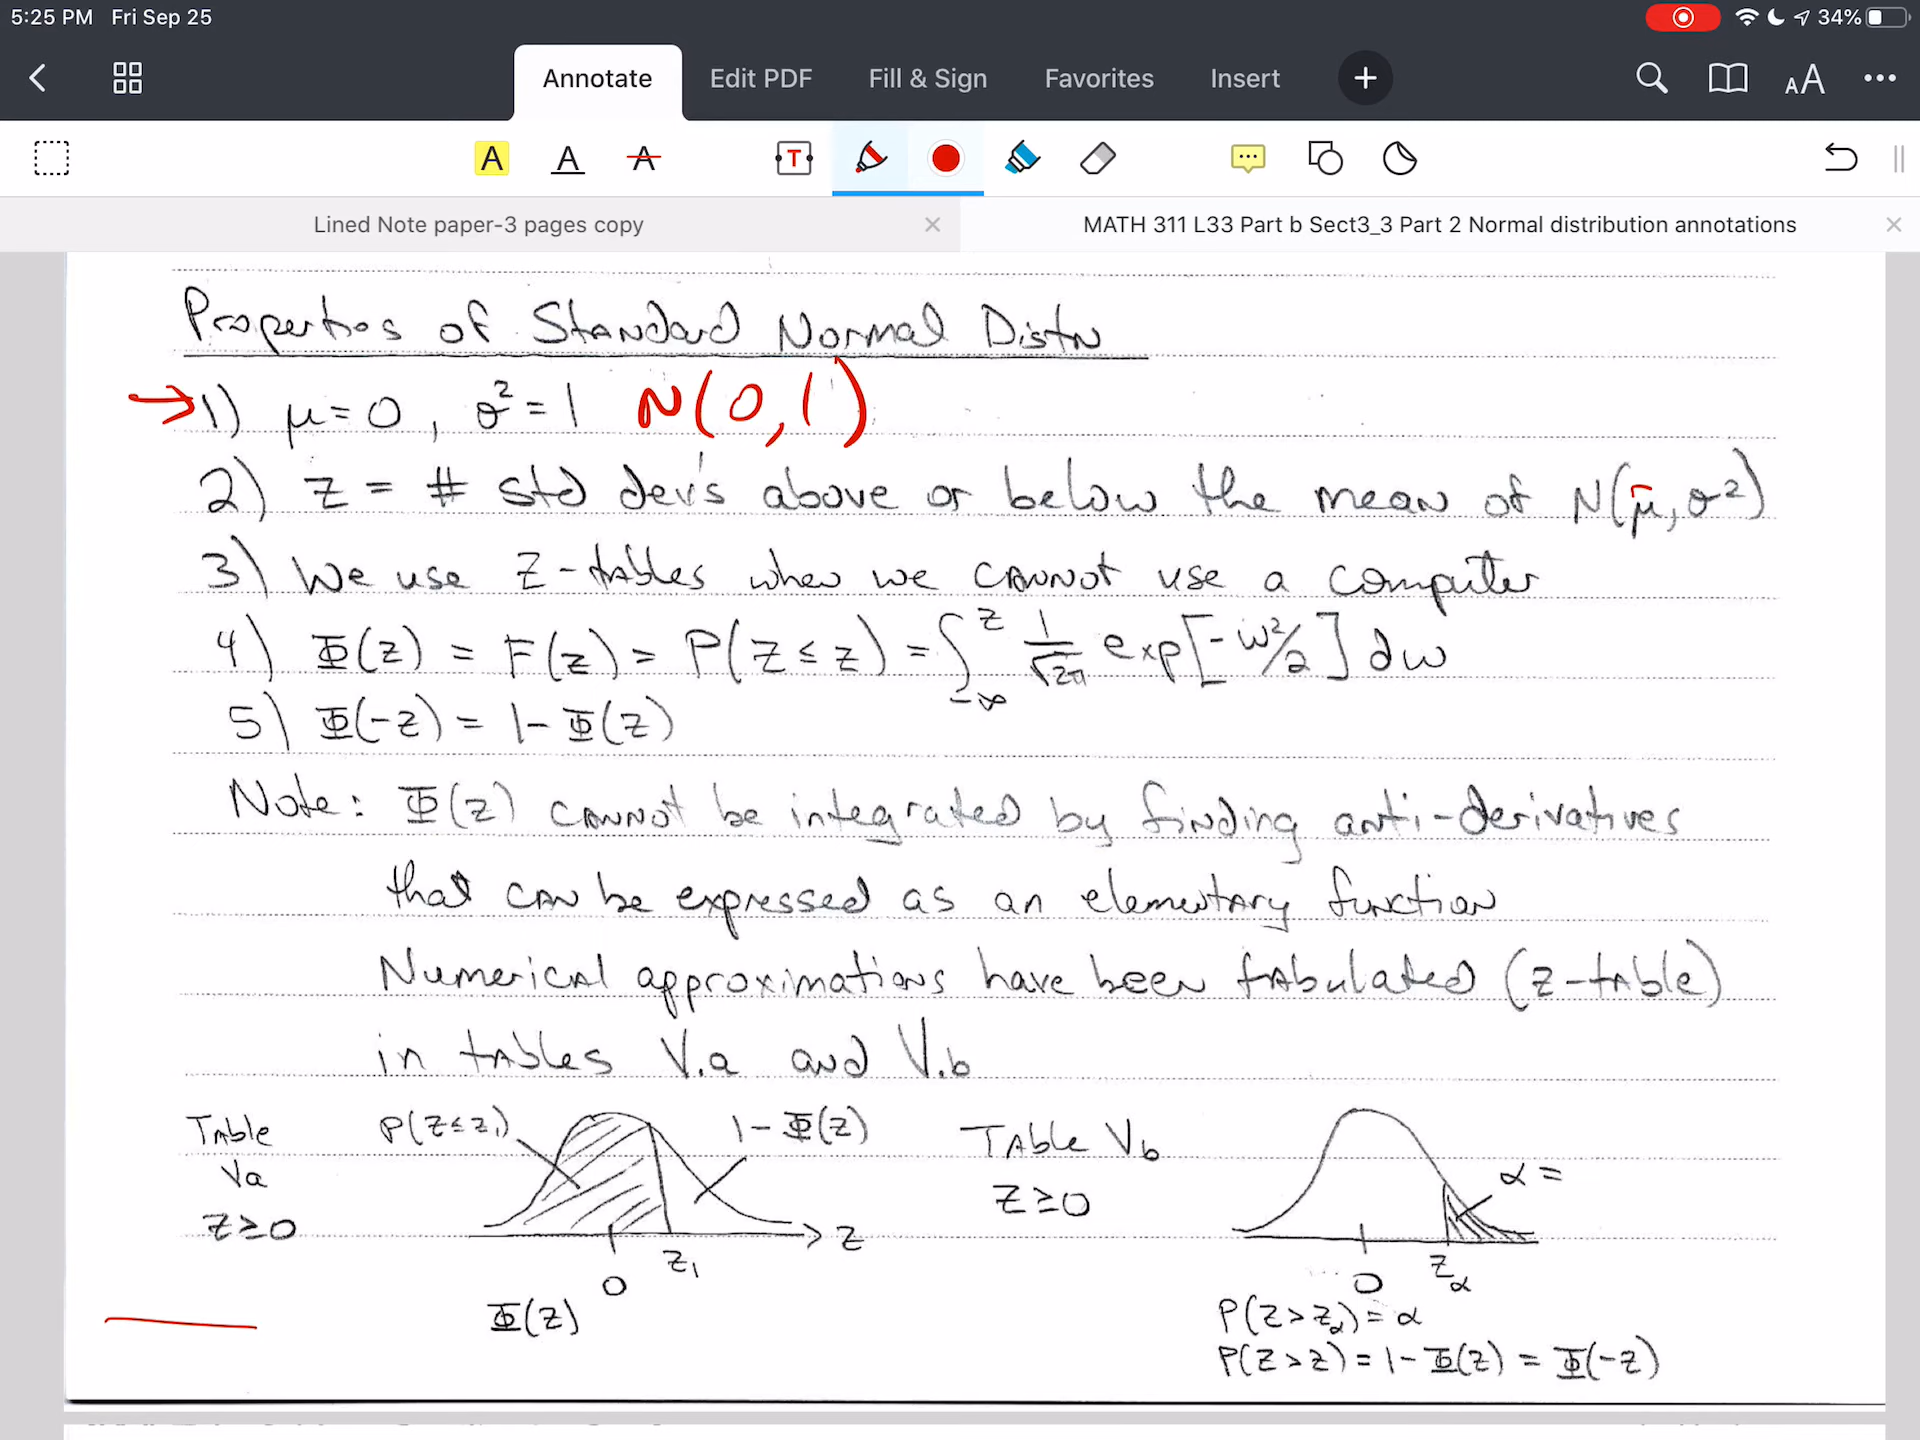 5:25 PM Fri Sep 25
34%
Annotate Edit PDF Fill & Sign Favorites Insert
Lined Note paper-3 pages copy
MATH 311 L33 Part b Sect3_3 Part 2 Normal distribution annotations
Properties of Standard Normal Distn
→1) μ=0, σ²=1 N(0,1)
2) z = # std dev's above or below the mean of N(μ,σ²)
3) We use Z-tables when we cannot use a computer
4) Φ(z) = F(z) = P(Z ≤ z) = ∫_{-∞}^{z} 1/√2π exp[-w²/2] dw
5) Φ(-z) = 1-Φ(z)
Note: Φ(z) cannot be integrated by finding anti-derivatives
that can be expressed as an elementary function
Numerical approximations have been tabulated (z-table)
in tables V.a and V.b
Table
Va
Z≥0
P(Z≤z₁)
1-Φ(z)
0
z₁
Z
Φ(z)
Table Vb
Z≥0
α =
0
z_α
P(Z>z_α)=α
P(Z>z)=1-Φ(z) = Φ(-z)